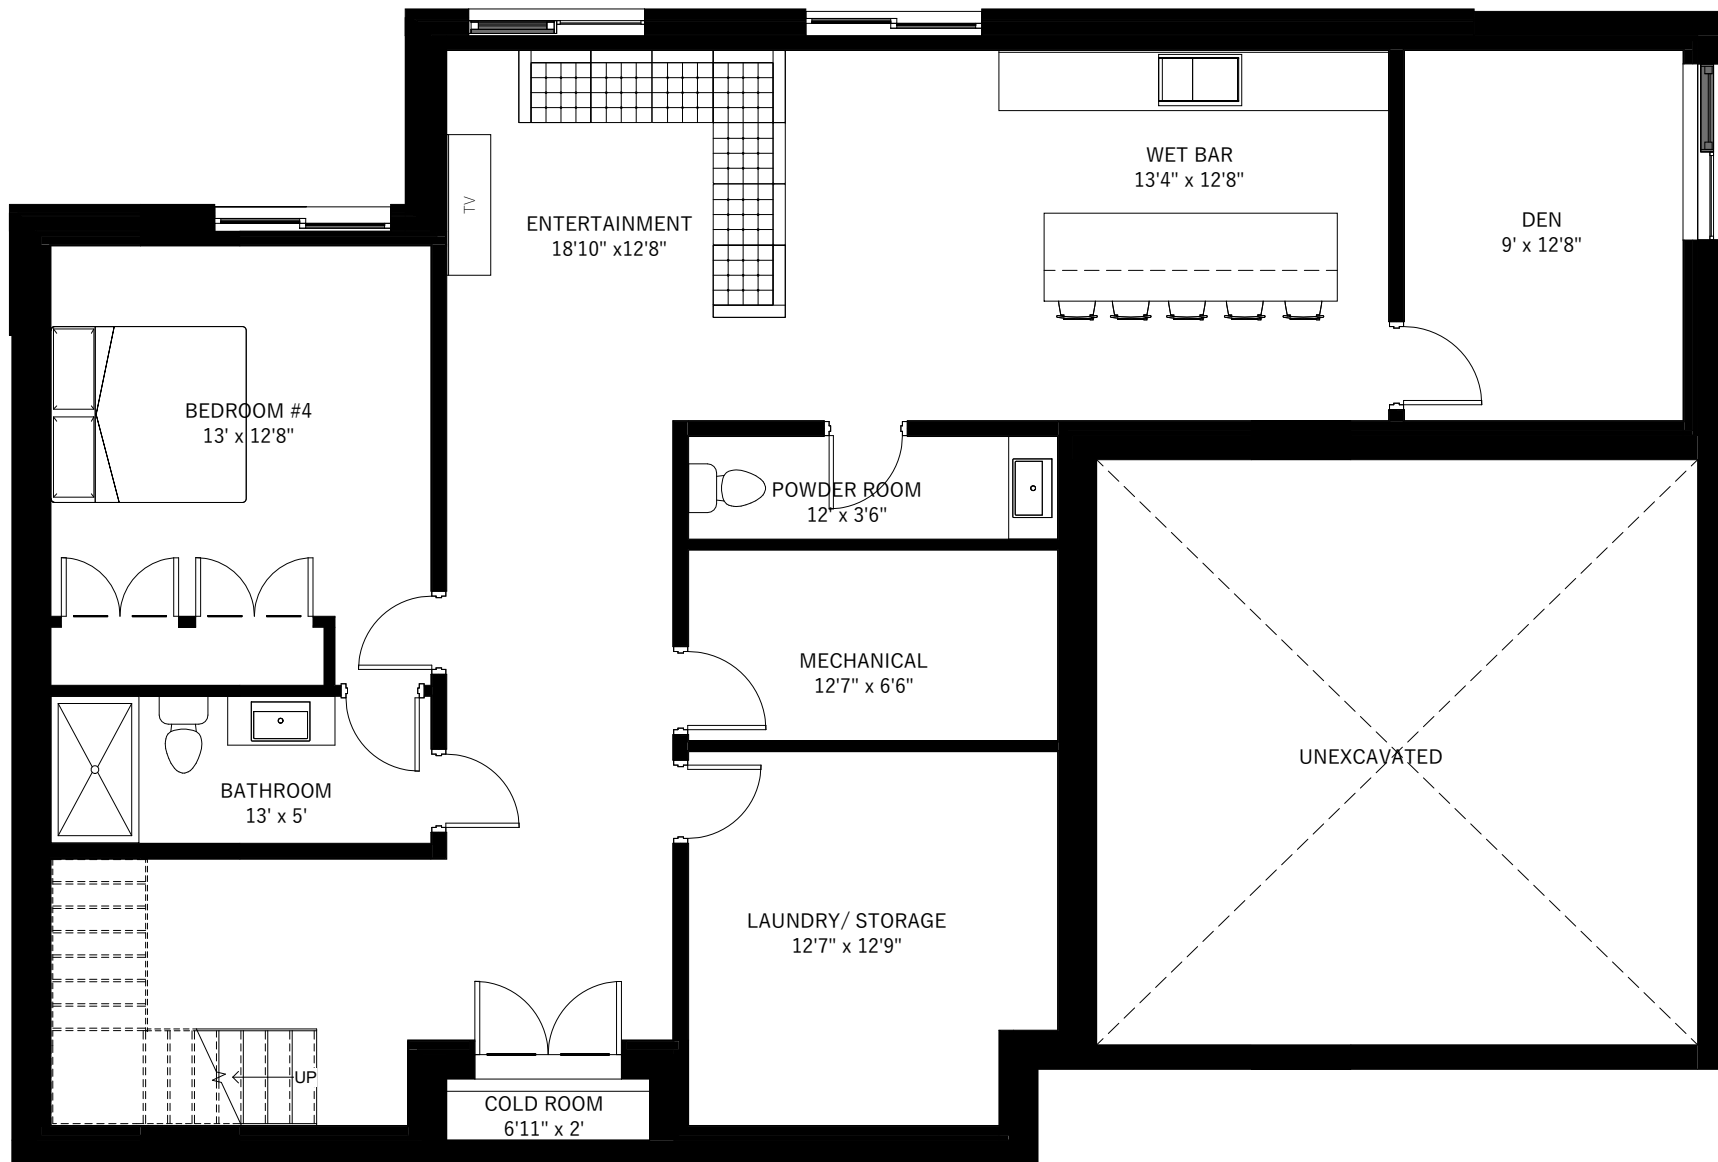 WET BAR
13'4" x 12'8"
TV
ENTERTAINMENT
18'10" x12'8"
DEN
9' x 12'8"
BEDROOM #4
13' x 12'8"
POWDER ROOM
12' x 3'6"
MECHANICAL
12'7" x 6'6"
UNEXCAVATED
BATHROOM
13' x 5'
LAUNDRY/ STORAGE
12'7" x 12'9"
UP
COLD ROOM
6'11" x 2'